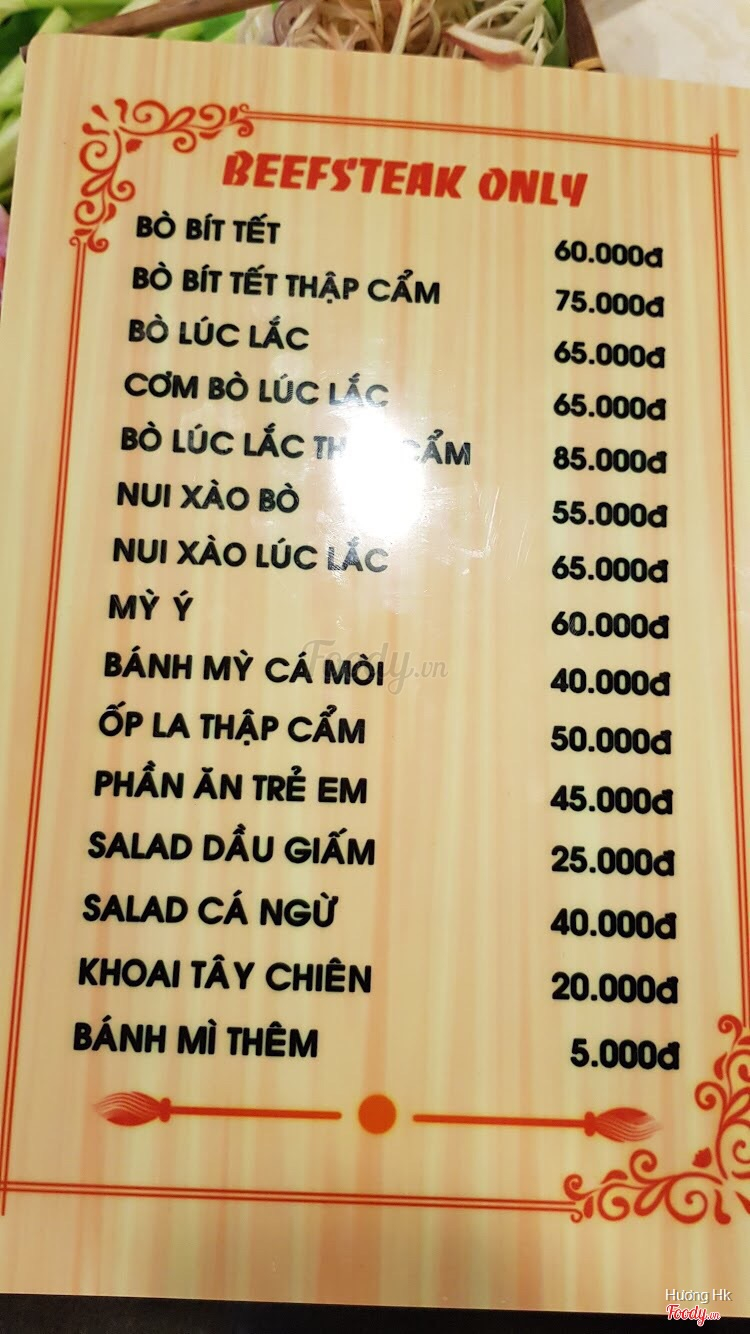 BEEFSTEAK ONLY
BÒ BÍT TẾT 60.000đ
BÒ BÍT TẾT THẬP CẨM 75.000đ
BÒ LÚC LẮC 65.000đ
CƠM BÒ LÚC LẮC 65.000đ
BÒ LÚC LẮC THẬP CẨM 85.000đ
NUI XÀO BÒ 55.000đ
NUI XÀO LÚC LẮC 65.000đ
MỲ Ý 60.000đ
Foody.vn
BÁNH MỲ CÁ MÒI 40.000đ
ỐP LA THẬP CẨM 50.000đ
PHẦN ĂN TRẺ EM 45.000đ
SALAD DẦU GIẤM 25.000đ
SALAD CÁ NGỪ 40.000đ
KHOAI TÂY CHIÊN 20.000đ
BÁNH MÌ THÊM 5.000đ
Hương Hk
Foody.vn